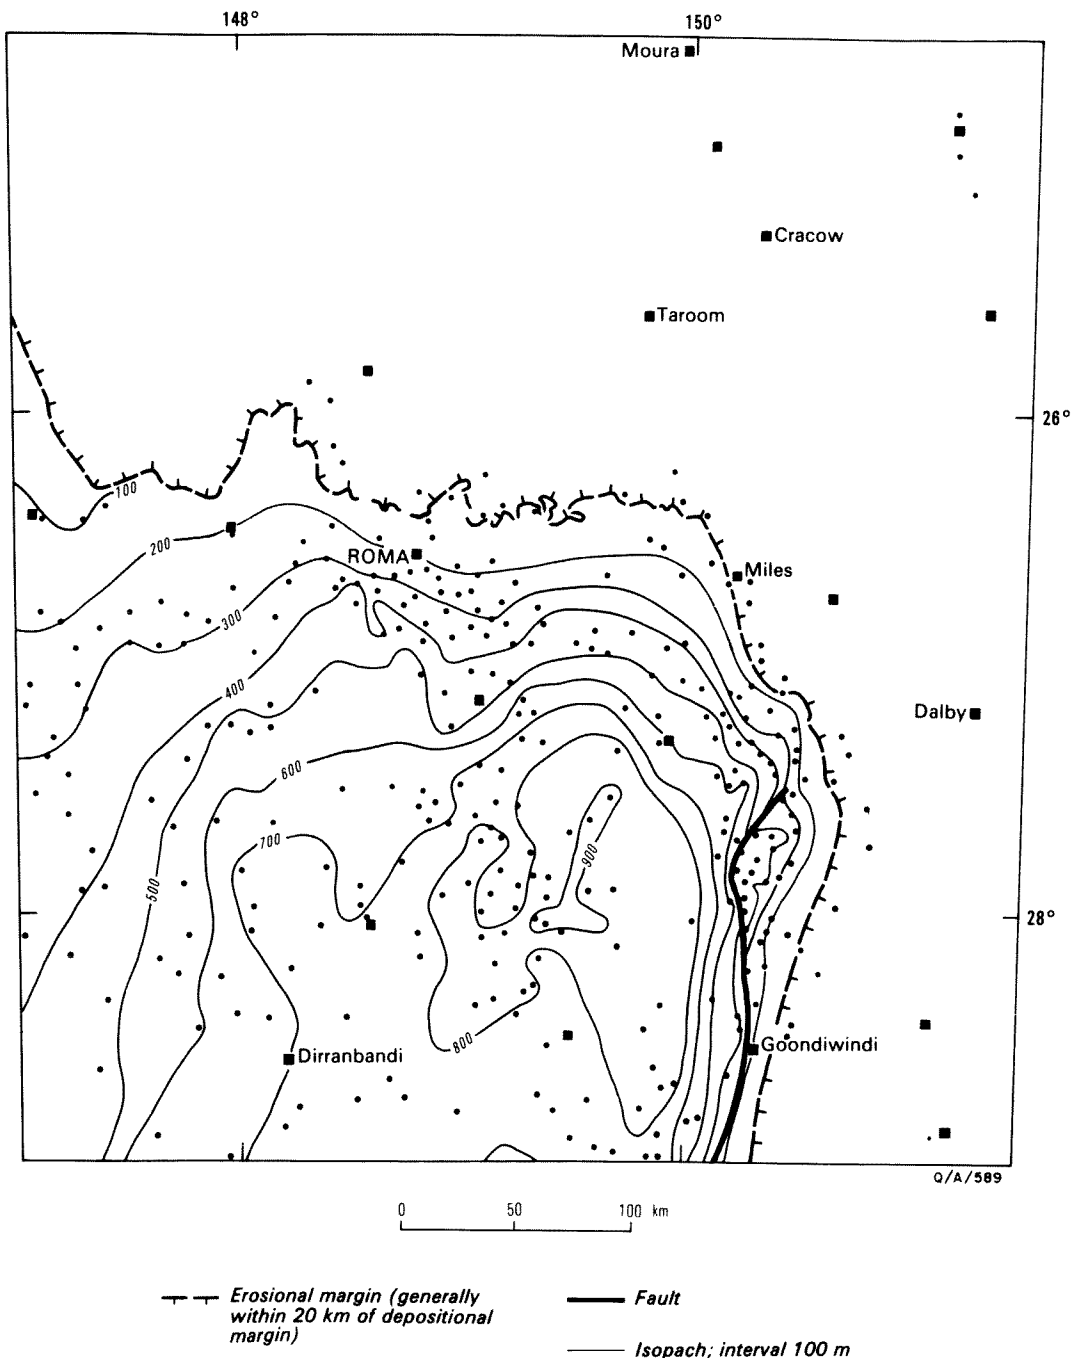 148°
150°
Moura
Cracow
Taroom
26°
100
200
ROMA
Miles
300
400
Dalby
600
700
900
500
28°
800
Goondiwindi
Dirranbandi
Q/A/589
0 50 100 km
Erosional margin (generally
within 20 km of depositional
margin)
Fault
Isopach; interval 100 m